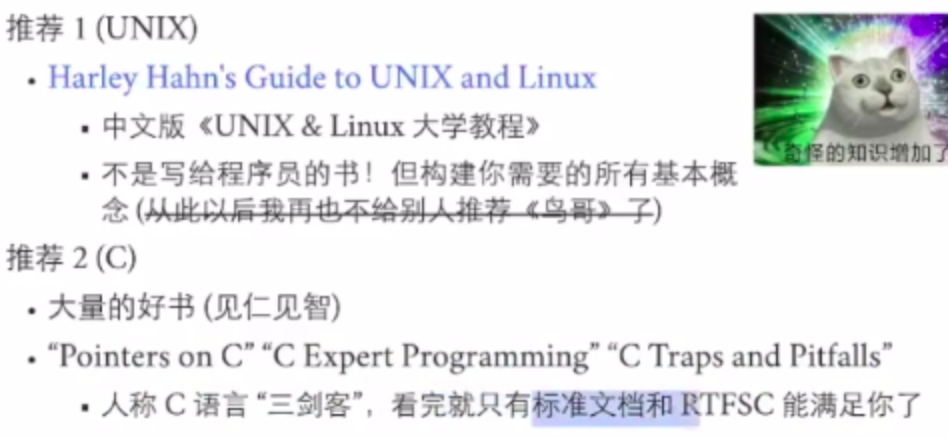 推荐 1 (UNIX)
• Harley Hahn's Guide to UNIX and Linux
▪ 中文版《UNIX & Linux 大学教程》
▪ 不是写给程序员的书！但构建你需要的所有基本概
念 (从此以后我再也不给别人推荐《鸟哥》了)
奇怪的知识增加了
推荐 2 (C)
• 大量的好书 (见仁见智)
• “Pointers on C” “C Expert Programming” “C Traps and Pitfalls”
▪ 人称 C 语言 “三剑客”，看完就只有标准文档和 RTFSC 能满足你了